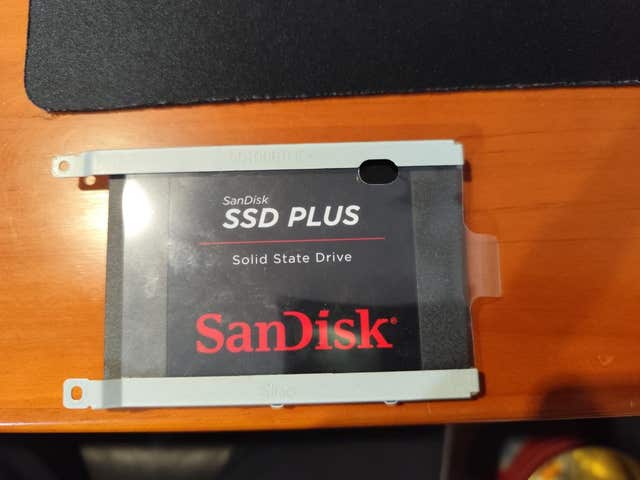 SanDisk
SSD PLUS
Solid State Drive
SanDisk®